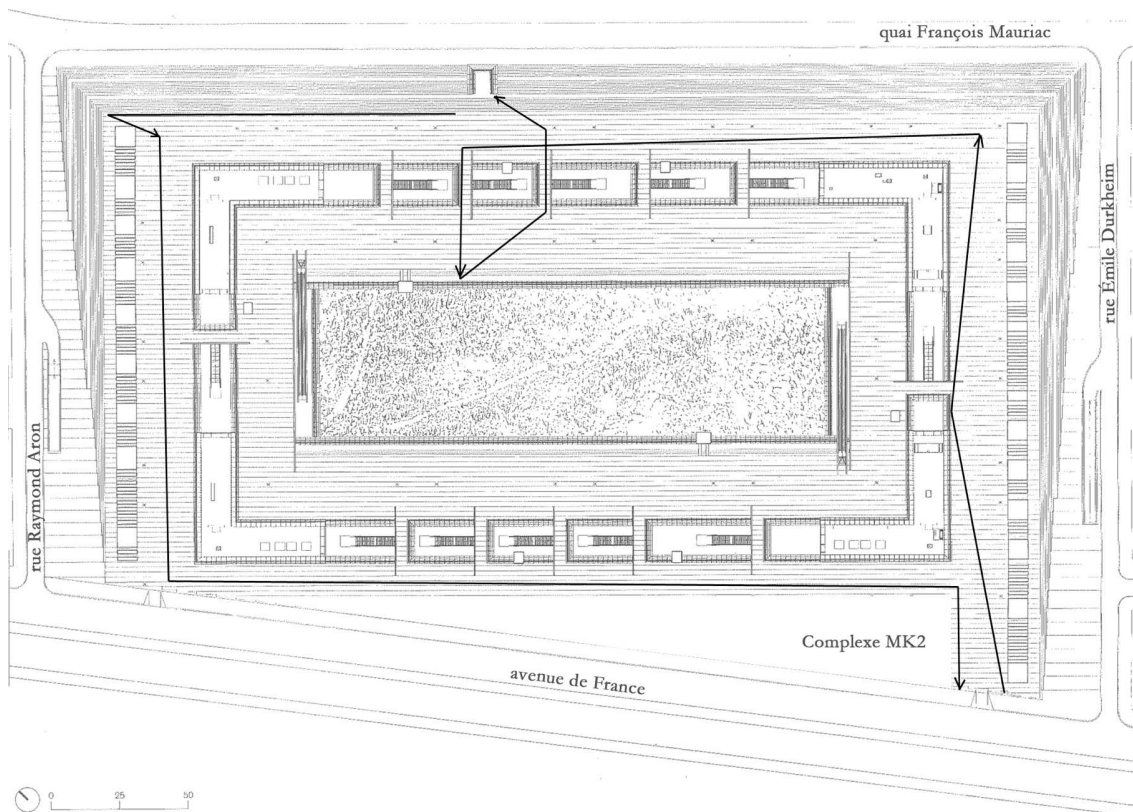 quai François Mauriac
rue Émile Durkheim
rue Raymond Aron
Complexe MK2
avenue de France
0 25 50